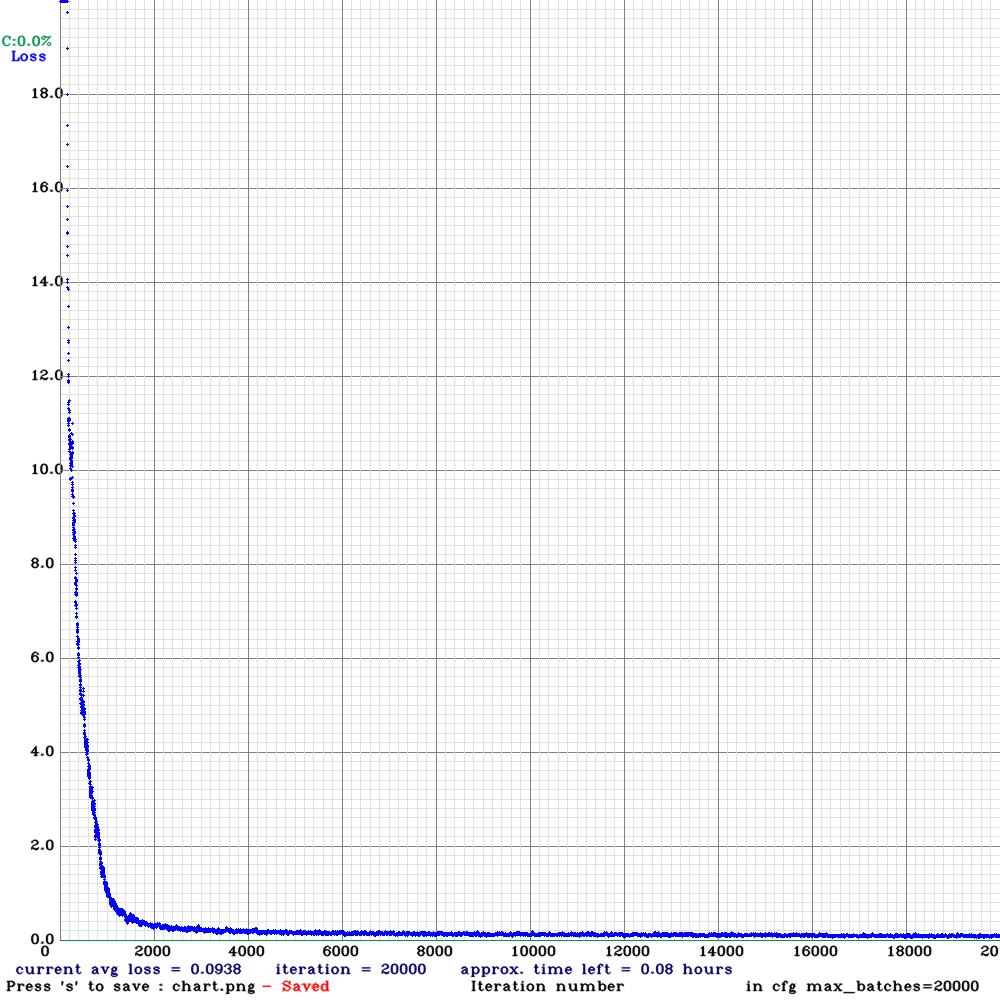 C:0.0%
Loss
18.0
16.0
14.0
12.0
10.0
8.0
6.0
4.0
2.0
0.0
0 2000 4000 6000 8000 10000 12000 14000 16000 18000 20
current avg loss = 0.0938 iteration = 20000 approx. time left = 0.08 hours
Press 's' to save : chart.png - Saved Iteration number in cfg max_batches=20000